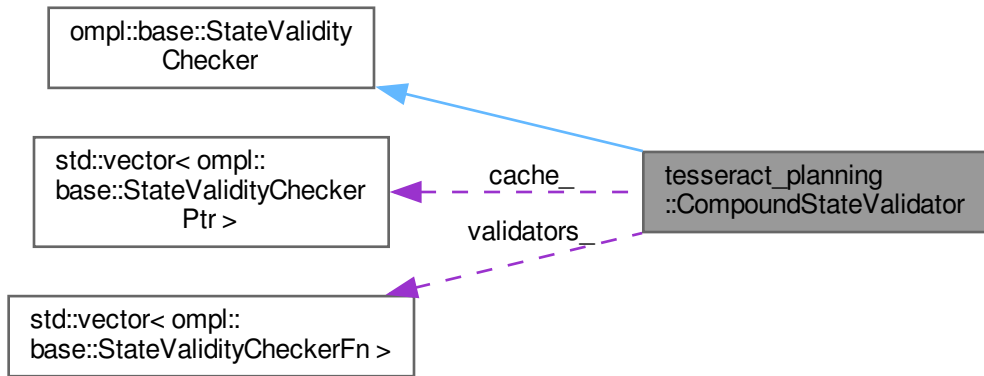 ompl::base::StateValidity
Checker
std::vector< ompl::
base::StateValidityChecker
Ptr >
cache_
tesseract_planning
::CompoundStateValidator
validators_
std::vector< ompl::
base::StateValidityCheckerFn >